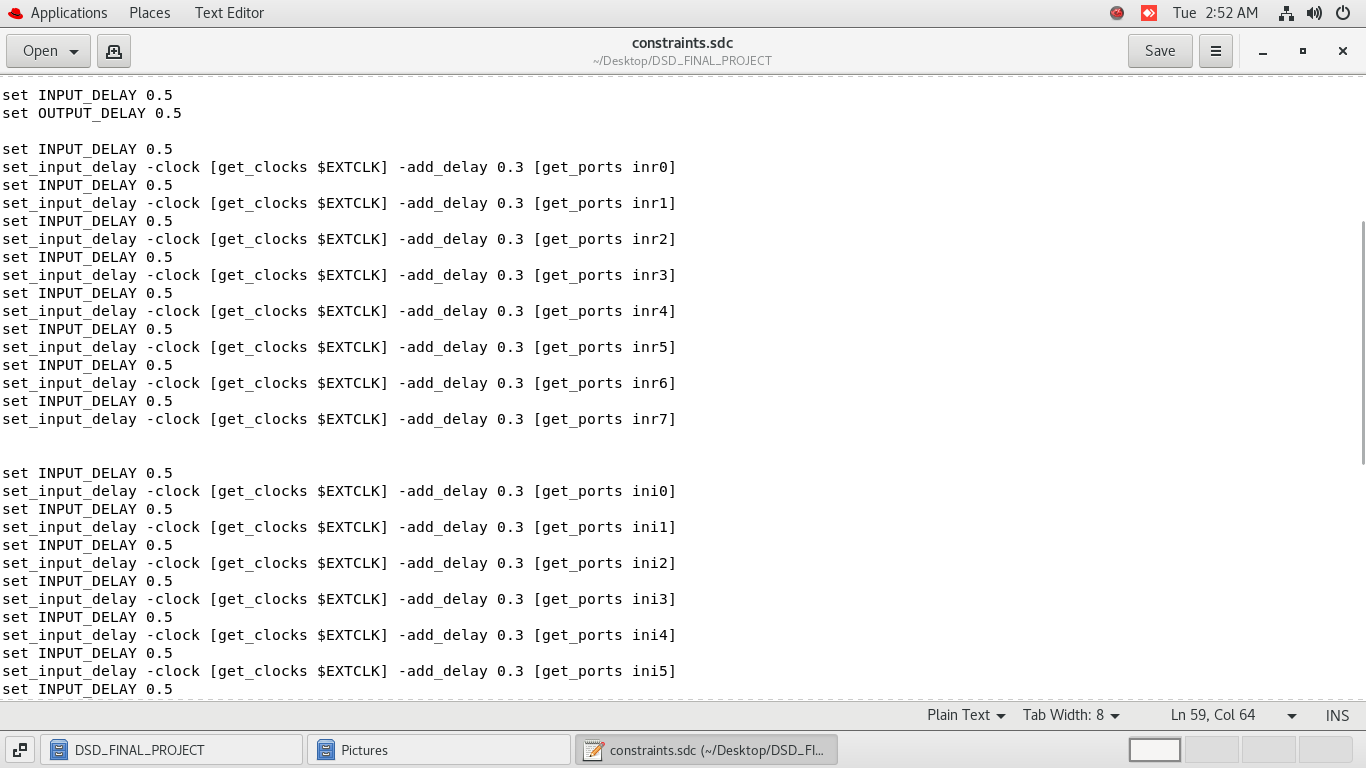 Applications Places Text Editor Tue 2:52 AM
Open constraints.sdc Save
~/Desktop/DSD_FINAL_PROJECT
set INPUT_DELAY 0.5
set OUTPUT_DELAY 0.5
set INPUT_DELAY 0.5
set_input_delay -clock [get_clocks $EXTCLK] -add_delay 0.3 [get_ports inr0]
set INPUT_DELAY 0.5
set_input_delay -clock [get_clocks $EXTCLK] -add_delay 0.3 [get_ports inr1]
set INPUT_DELAY 0.5
set_input_delay -clock [get_clocks $EXTCLK] -add_delay 0.3 [get_ports inr2]
set INPUT_DELAY 0.5
set_input_delay -clock [get_clocks $EXTCLK] -add_delay 0.3 [get_ports inr3]
set INPUT_DELAY 0.5
set_input_delay -clock [get_clocks $EXTCLK] -add_delay 0.3 [get_ports inr4]
set INPUT_DELAY 0.5
set_input_delay -clock [get_clocks $EXTCLK] -add_delay 0.3 [get_ports inr5]
set INPUT_DELAY 0.5
set_input_delay -clock [get_clocks $EXTCLK] -add_delay 0.3 [get_ports inr6]
set INPUT_DELAY 0.5
set_input_delay -clock [get_clocks $EXTCLK] -add_delay 0.3 [get_ports inr7]
set INPUT_DELAY 0.5
set_input_delay -clock [get_clocks $EXTCLK] -add_delay 0.3 [get_ports ini0]
set INPUT_DELAY 0.5
set_input_delay -clock [get_clocks $EXTCLK] -add_delay 0.3 [get_ports ini1]
set INPUT_DELAY 0.5
set_input_delay -clock [get_clocks $EXTCLK] -add_delay 0.3 [get_ports ini2]
set INPUT_DELAY 0.5
set_input_delay -clock [get_clocks $EXTCLK] -add_delay 0.3 [get_ports ini3]
set INPUT_DELAY 0.5
set_input_delay -clock [get_clocks $EXTCLK] -add_delay 0.3 [get_ports ini4]
set INPUT_DELAY 0.5
set_input_delay -clock [get_clocks $EXTCLK] -add_delay 0.3 [get_ports ini5]
set INPUT_DELAY 0.5
Plain Text Tab Width: 8 Ln 59, Col 64 INS
DSD_FINAL_PROJECT Pictures constraints.sdc (~/Desktop/DSD_FI...